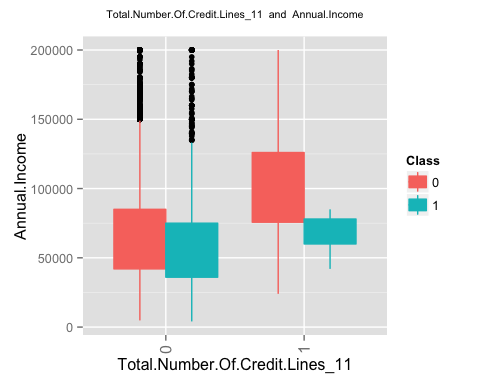 Total.Number.Of.Credit.Lines_11 and Annual.Income
200000
150000
100000
50000
0
Annual.Income
0
1
Total.Number.Of.Credit.Lines_11
Class
0
1